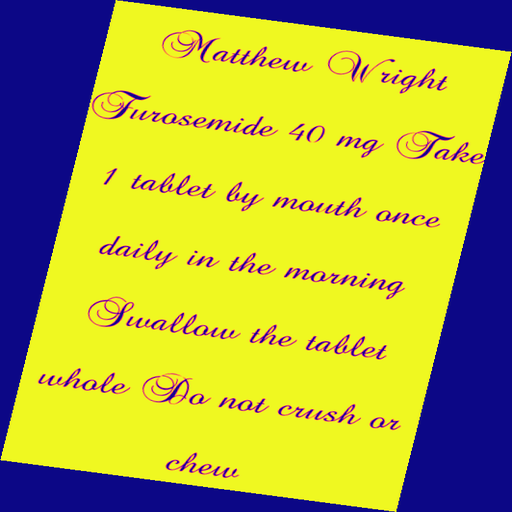 Matthew Wright
Furosemide 40 mg Take
1 tablet by mouth once
daily in the morning
Swallow the tablet
whole Do not crush or
chew